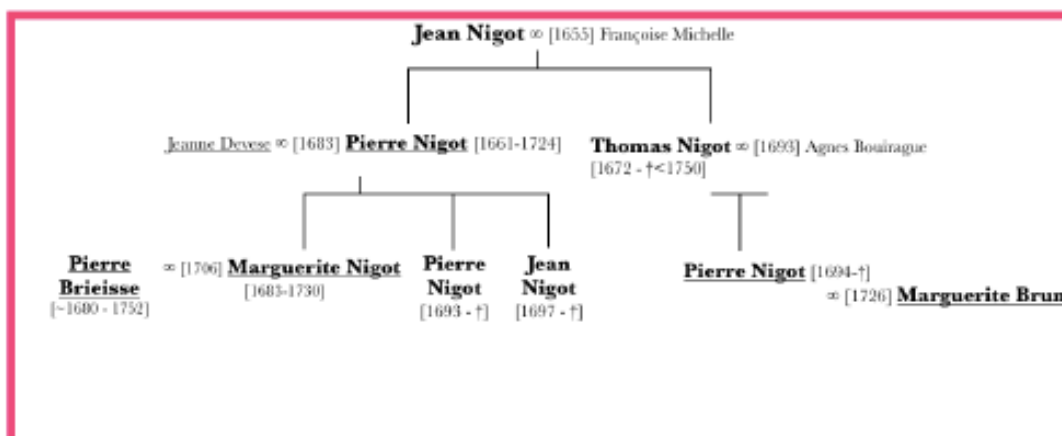 Jean Nigot ∞ [1655] Françoise Michelle
Jeanne Devese ∞ [1683] Pierre Nigot [1661-1724]
Thomas Nigot ∞ [1693] Agnes Bouirague
[1672 - †<1750]
Pierre
Brieisse
[~1680 - 1752]
∞ [1706] Marguerite Nigot
[1683-1730]
Pierre
Nigot
[1693 - †]
Jean
Nigot
[1697 - †]
Pierre Nigot [1694-†]
∞ [1726] Marguerite Brun